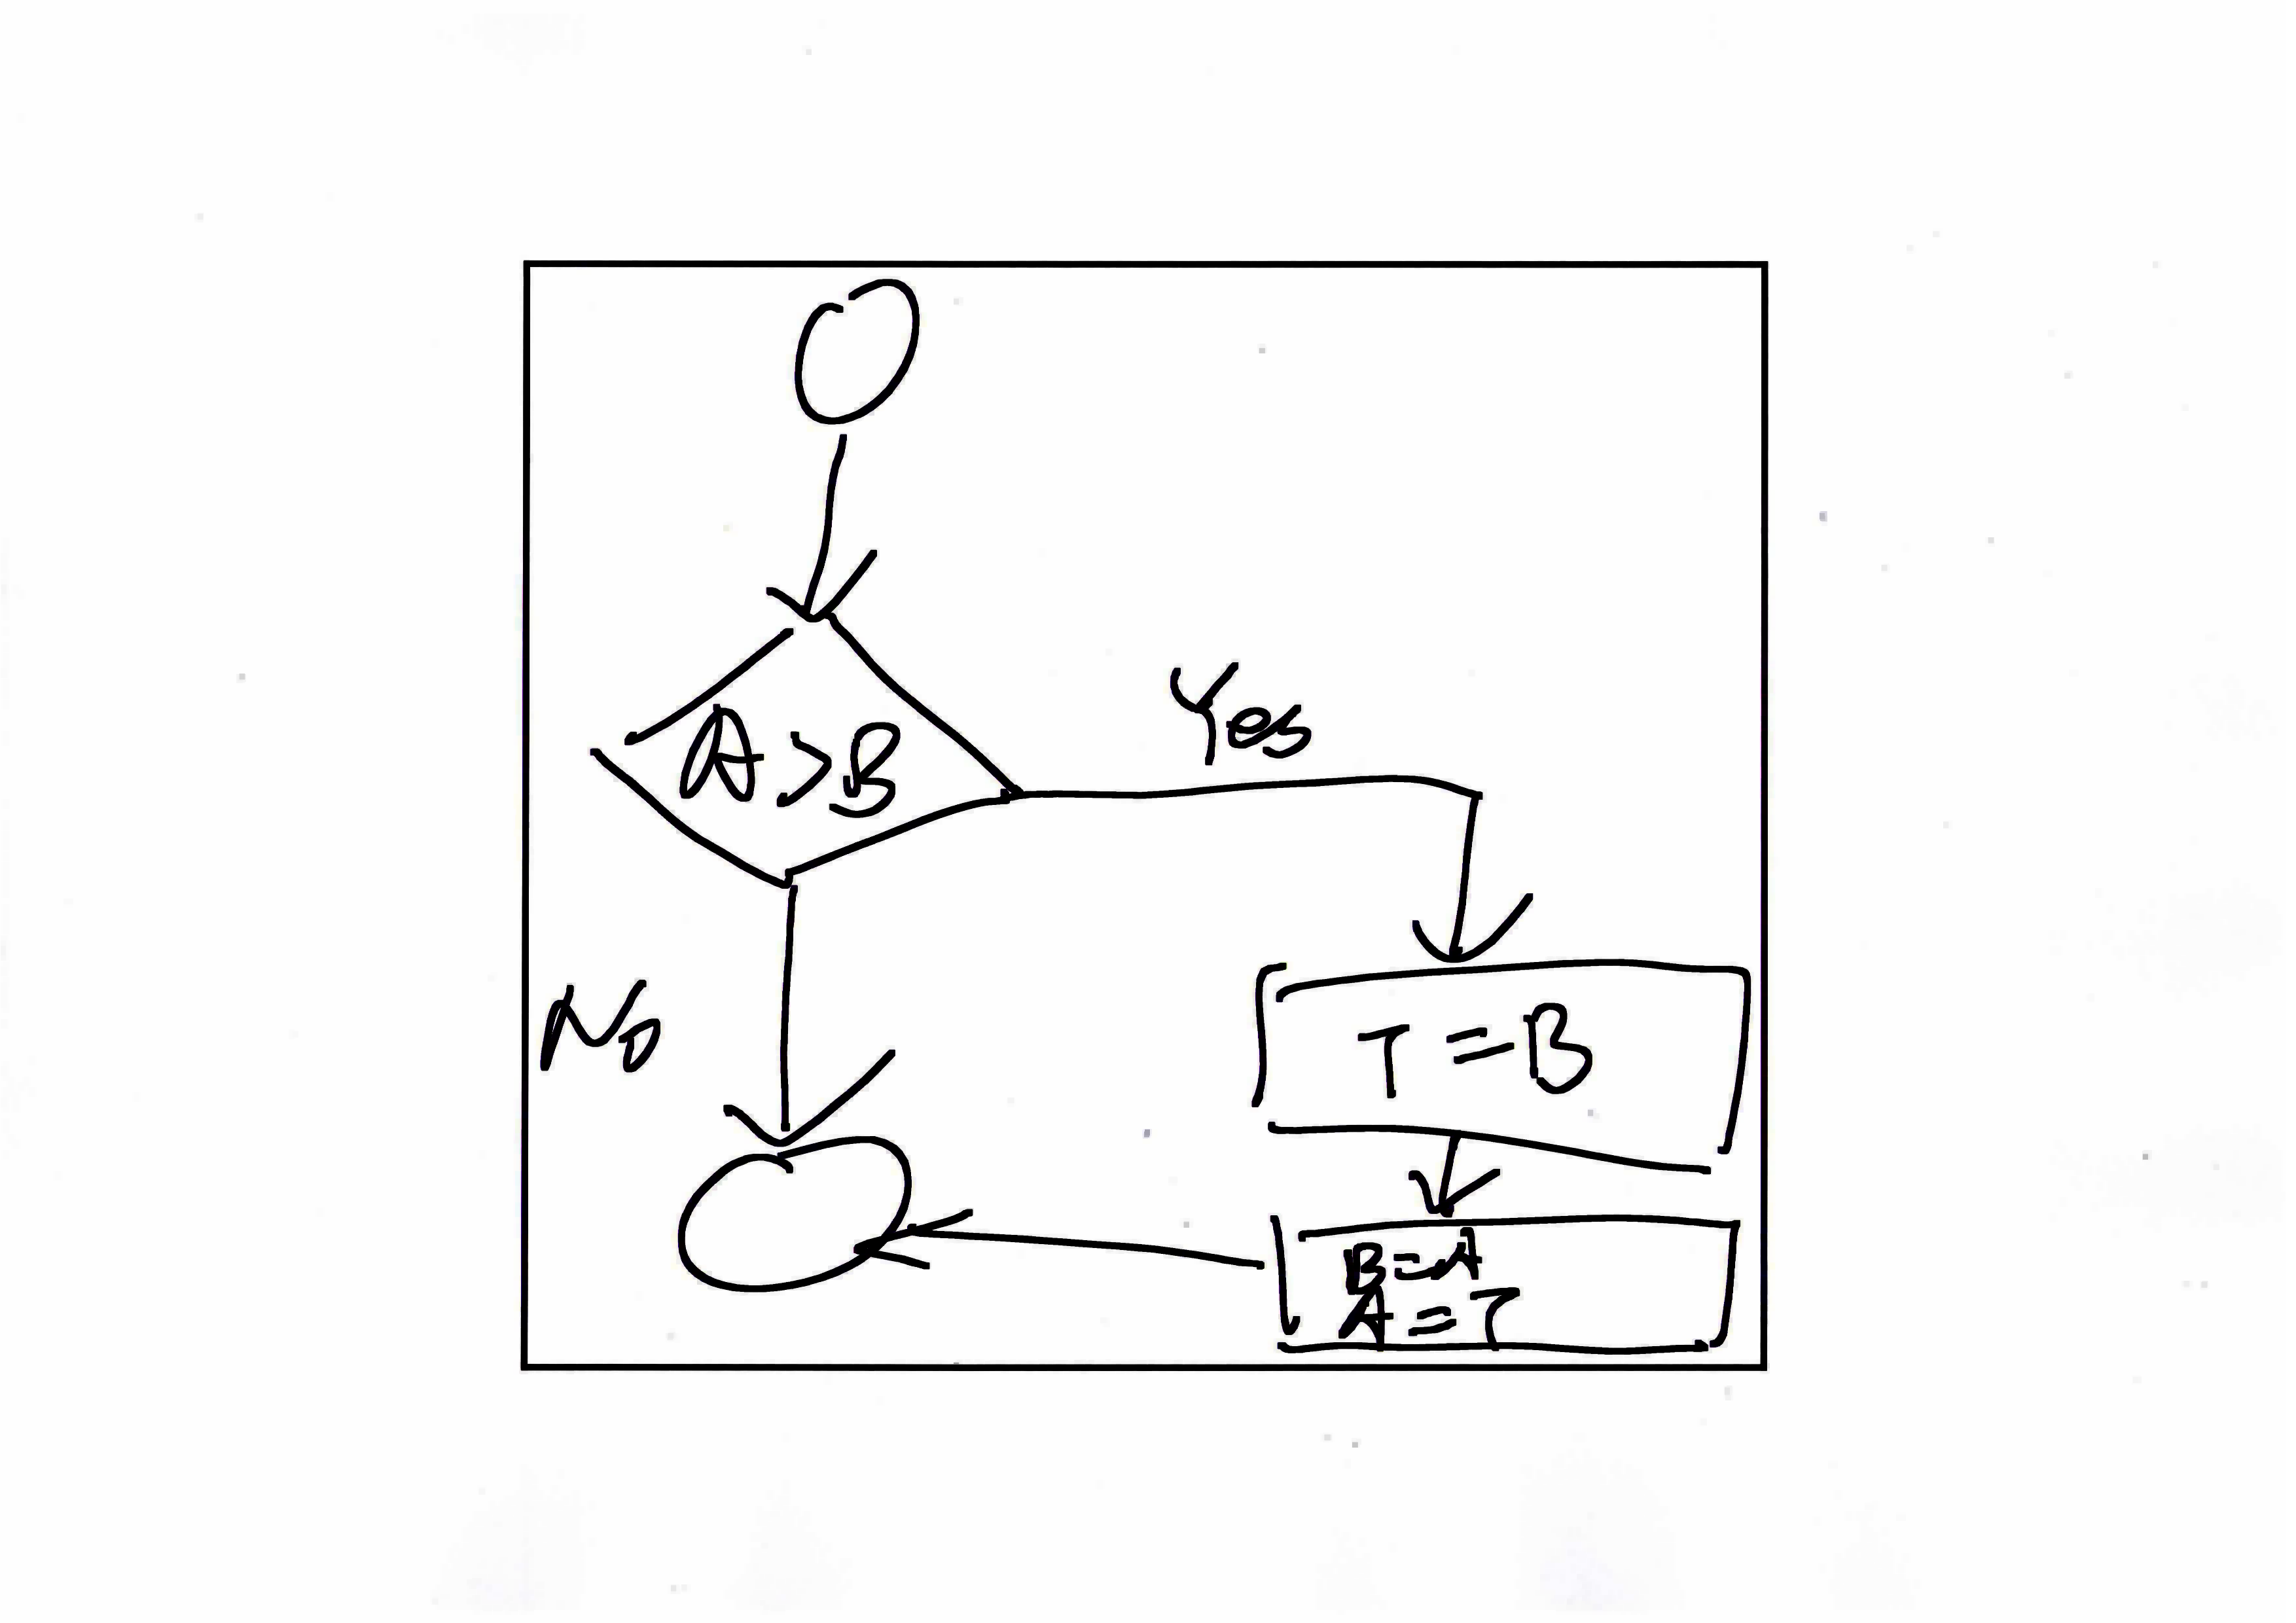 A>B
Yes
No
T=B
B=A
A=T